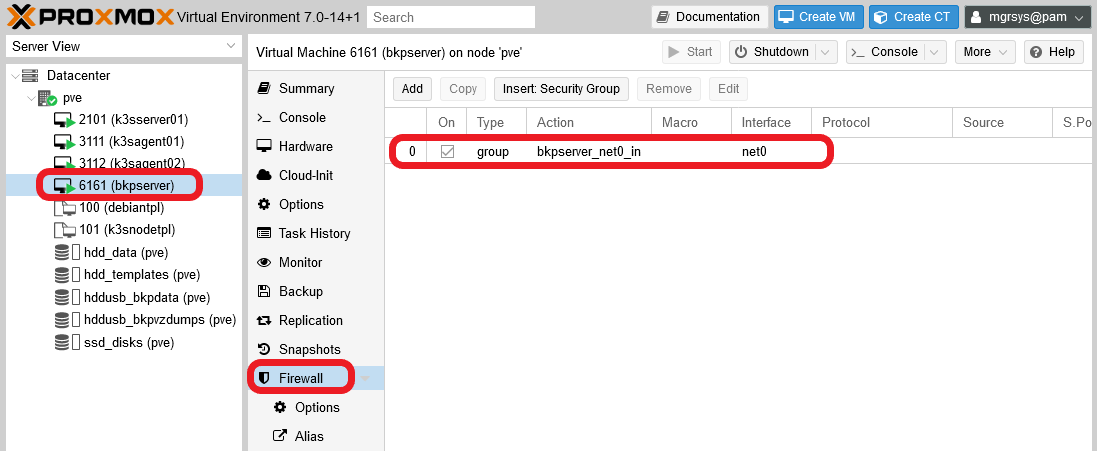 PROXMOX Virtual Environment 7.0-14+1 Search Documentation Create VM Create CT mgrsys@pam
Server View
Datacenter
pve
2101 (k3sserver01)
3111 (k3sagent01)
3112 (k3sagent02)
6161 (bkpserver)
100 (debiantpl)
101 (k3snodetpl)
hdd_data (pve)
hdd_templates (pve)
hddusb_bkpdata (pve)
hddusb_bkpvzdumps (pve)
ssd_disks (pve)
Virtual Machine 6161 (bkpserver) on node 'pve' Start Shutdown >_ Console More Help
Summary
>_ Console
Hardware
Cloud-Init
Options
Task History
Monitor
Backup
Replication
Snapshots
Firewall
Options
Alias
Add Copy Insert: Security Group Remove Edit
On Type Action Macro Interface Protocol Source S.Po
0 group bkpserver_net0_in net0